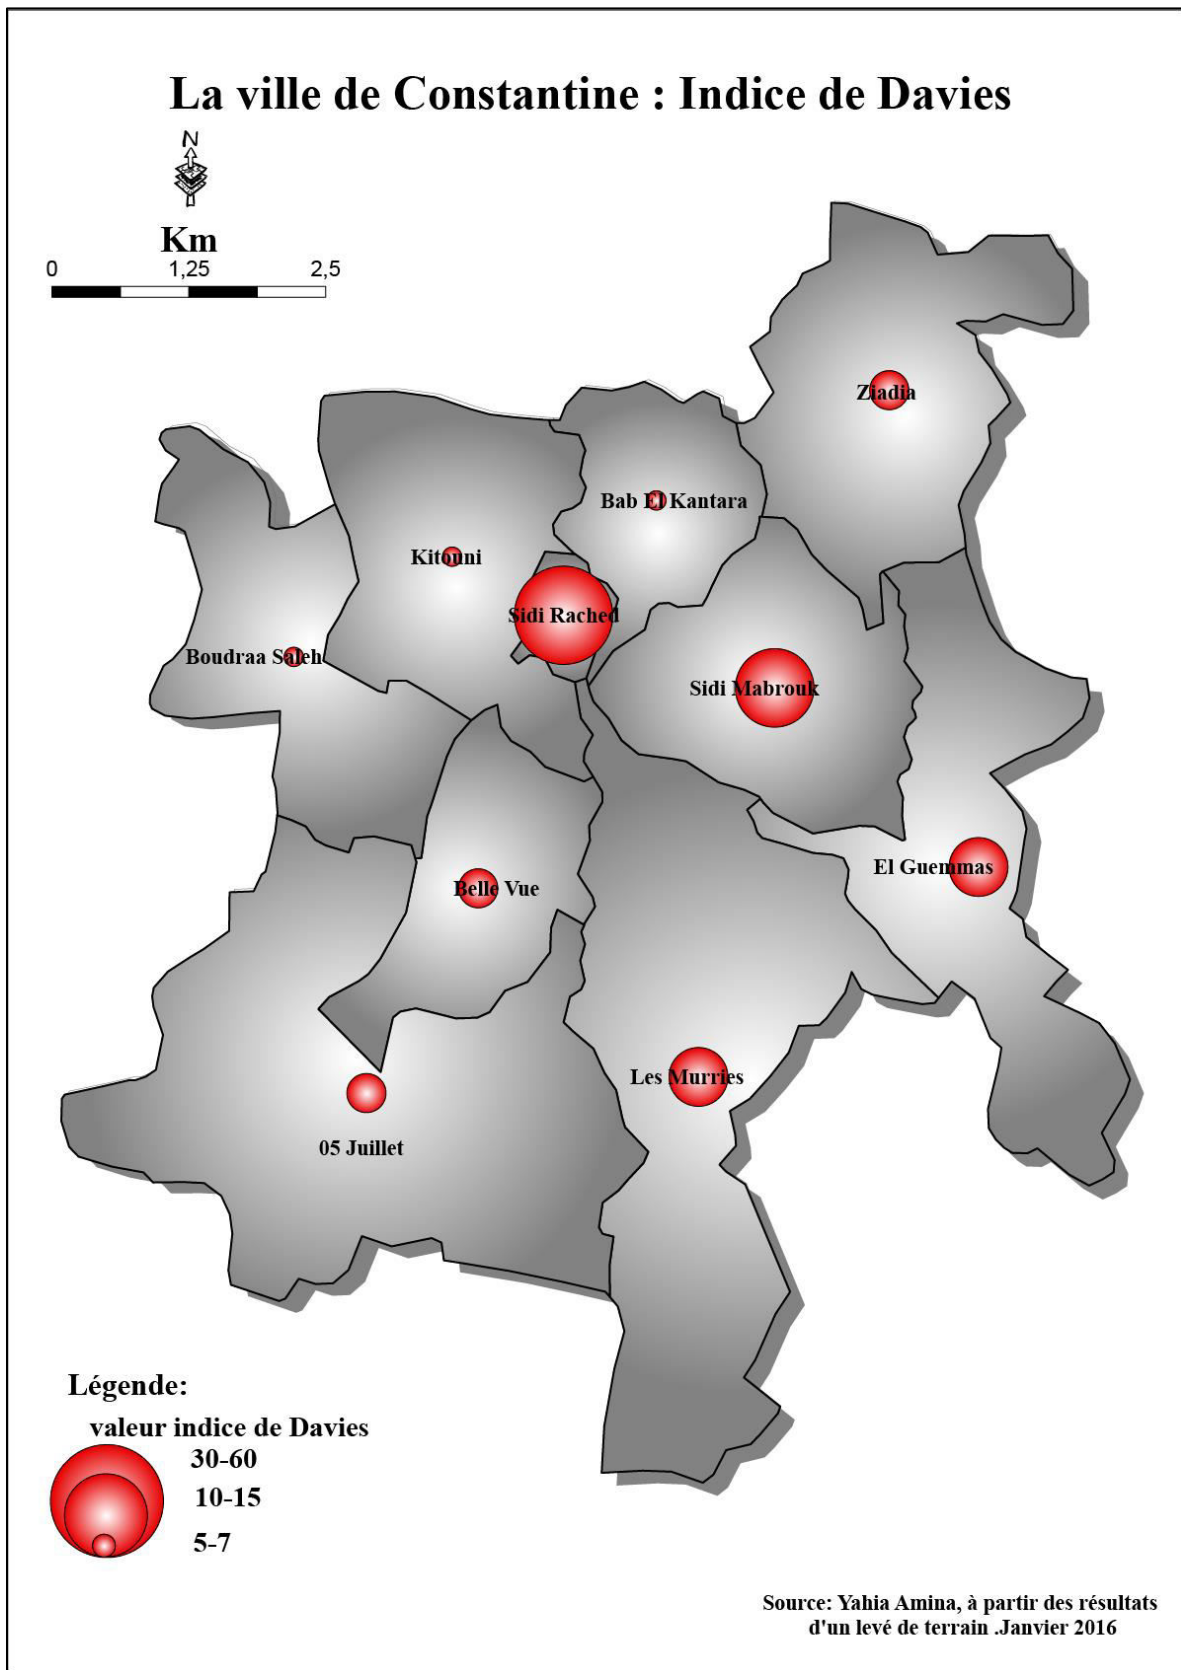 La ville de Constantine : Indice de Davies
N
Km
0 1,25 2,5
Ziadia
Bab El Kantara
Kitouni
Sidi Rached
Boudraa Saleh
Sidi Mabrouk
El Guemmas
Belle Vue
Les Murries
05 Juillet
Légende:
valeur indice de Davies
30-60
10-15
5-7
Source: Yahia Amina, à partir des résultats
d'un levé de terrain .Janvier 2016